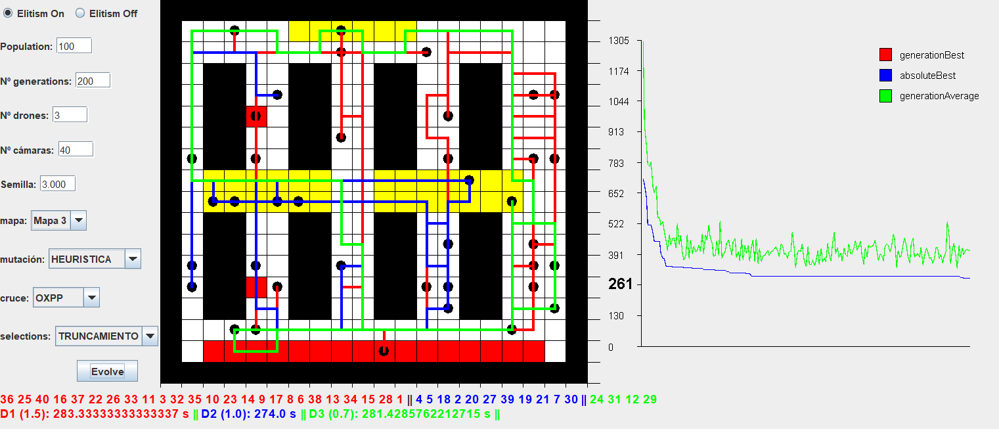 Elitism On Elitism Off
Population: 100
Nº generations: 200
Nº drones: 3
Nº cámaras: 40
Semilla: 3.000
mapa: Mapa 3
mutación: HEURISTICA
cruce: OXPP
selections: TRUNCAMIENTO
Evolve
1305
1174
1044
913
783
652
522
391
261
130
0
generationBest
absoluteBest
generationAverage
36 25 40 16 37 22 26 33 11 3 32 35 10 23 14 9 17 8 6 38 13 34 15 28 1 || 4 5 18 2 20 27 39 19 21 7 30 || 24 31 12 29
D1 (1.5): 283.33333333333337 s || D2 (1.0): 274.0 s || D3 (0.7): 281.4285762212715 s ||